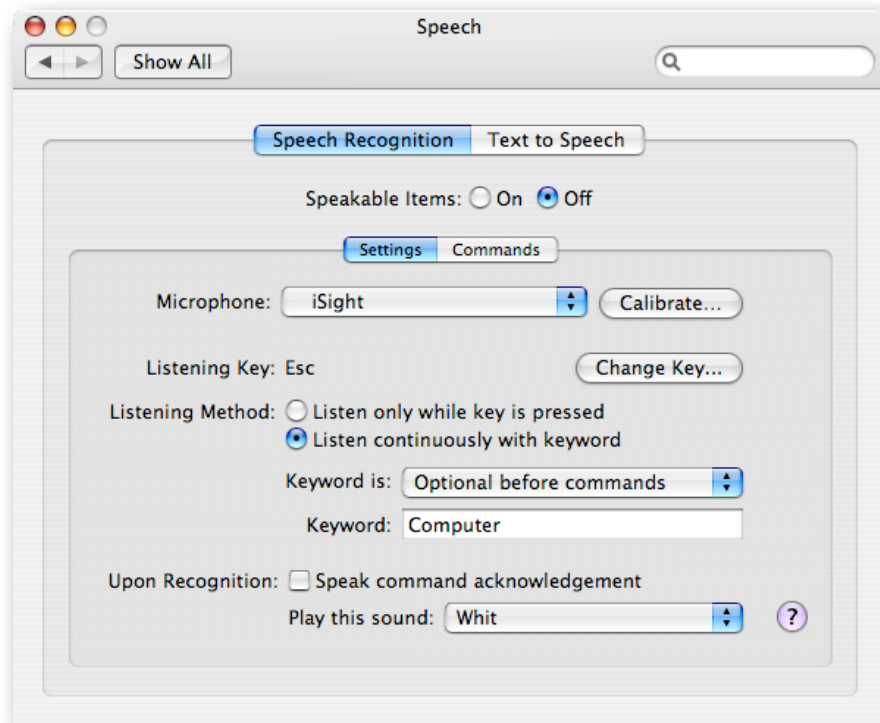 Speech
Show All
Speech Recognition Text to Speech
Speakable Items: On Off
Settings Commands
Microphone: iSight Calibrate...
Listening Key: Esc Change Key...
Listening Method: Listen only while key is pressed
Listen continuously with keyword
Keyword is: Optional before commands
Keyword: Computer
Upon Recognition: Speak command acknowledgement
Play this sound: Whit ?